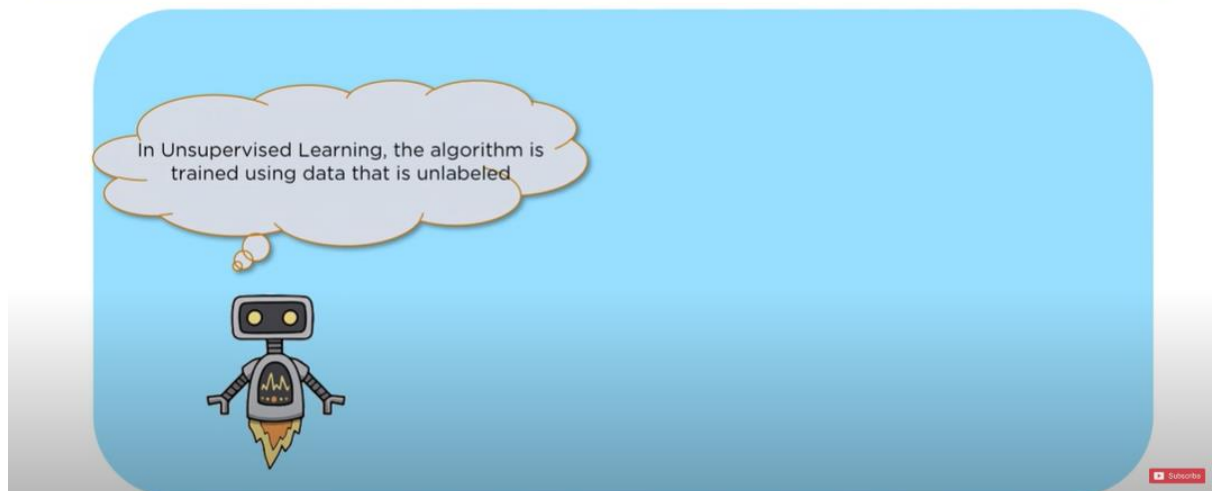 In Unsupervised Learning, the algorithm is
trained using data that is unlabeled
Subscribe